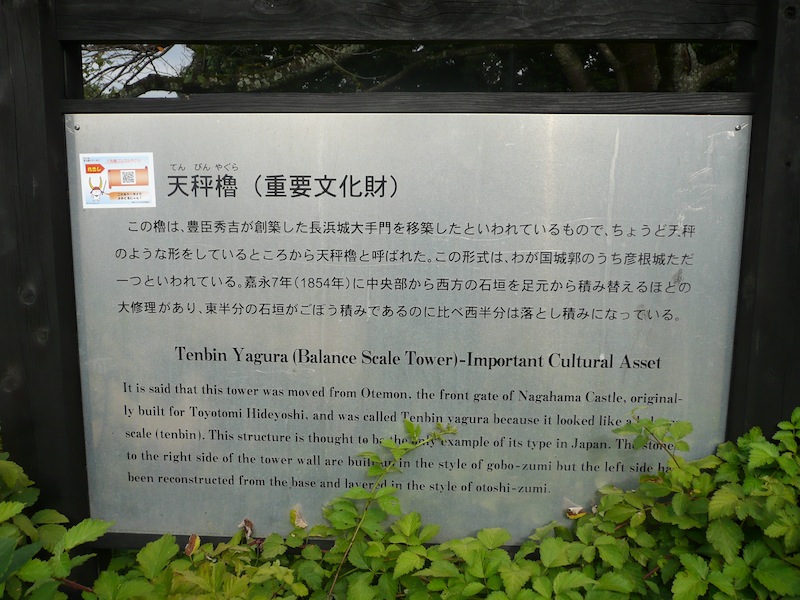 てん びん やぐら
天秤櫓（重要文化財）
この櫓は、豊臣秀吉が創築した長浜城大手門を移築したといわれているもので、ちょうど天秤
のような形をしているところから天秤櫓と呼ばれた。この形式は、わが国城郭のうち彦根城ただ
一つといわれている。嘉永7年（1854年）に中央部から西方の石垣を足元から積み替えるほどの
大修理があり、東半分の石垣がごぼう積みであるのに比べ西半分は落とし積みになっている。
Tenbin Yagura (Balance Scale Tower)-Important Cultural Asset
It is said that this tower was moved from Otemon, the front gate of Nagahama Castle, original-
ly built for Toyotomi Hideyoshi, and was called Tenbin yagura because it looked like a
scale (tenbin). This structure is thought to be the only example of its type in Japan. The stones
to the right side of the tower wall are built up in the style of gobo-zumi but the left side
been reconstructed from the base and layered in the style of otoshi-zumi.